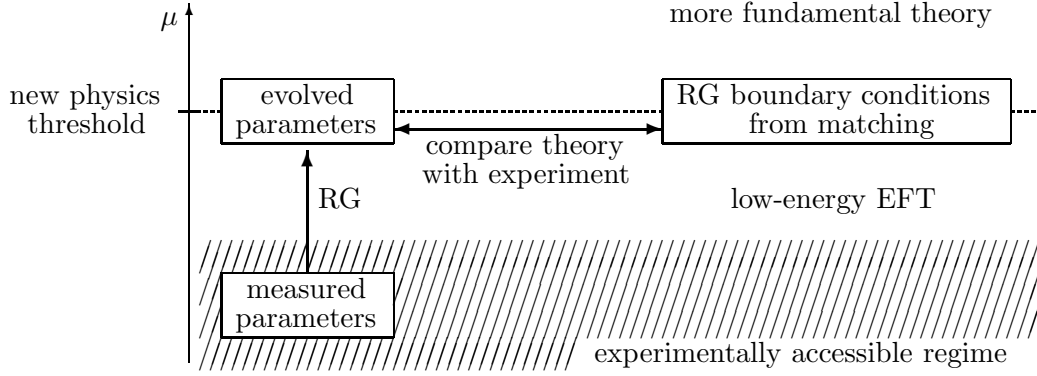 μ
more fundamental theory
new physics
threshold
evolved
parameters
RG boundary conditions
from matching
compare theory
with experiment
RG
low-energy EFT
measured
parameters
experimentally accessible regime